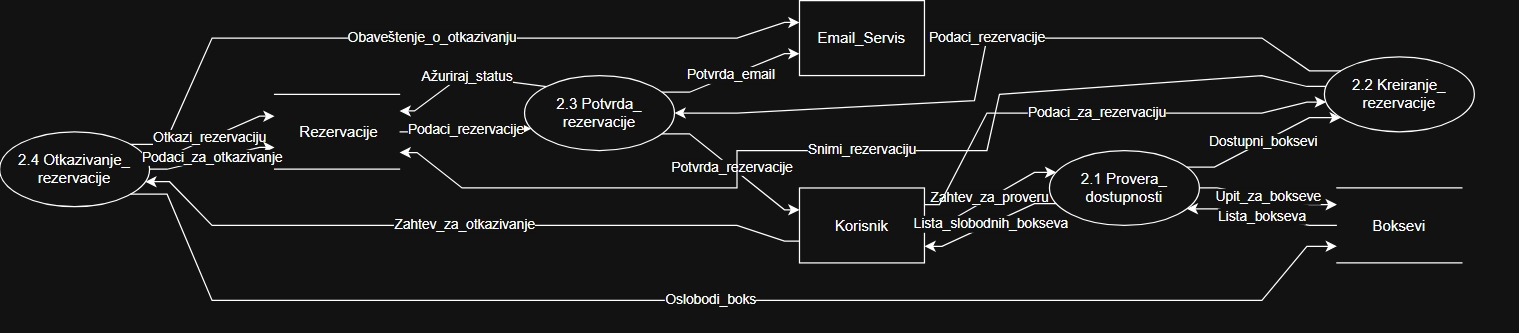 Obaveštenje_o_otkazivanju
Email_Servis
Podaci_rezervacije
Ažuriraj_status
Potvrda_email
2.2 Kreiranje_
rezervacije
2.3 Potvrda_
rezervacije
Rezervacije
Podaci_rezervacije
Podaci_za_rezervaciju
Otkazi_rezervaciju
Podaci_za_otkazivanje
2.4 Otkazivanje_
rezervacije
Snimi_rezervaciju
Dostupni_boksevi
Potvrda_rezervacije
2.1 Provera_
dostupnosti
Zahtev_za_proveru
Upit_za_bokseve
Lista_bokseva
Zahtev_za_otkazivanje
Korisnik
Lista_slobodnih_bokseva
Boksevi
Oslobodi_boks